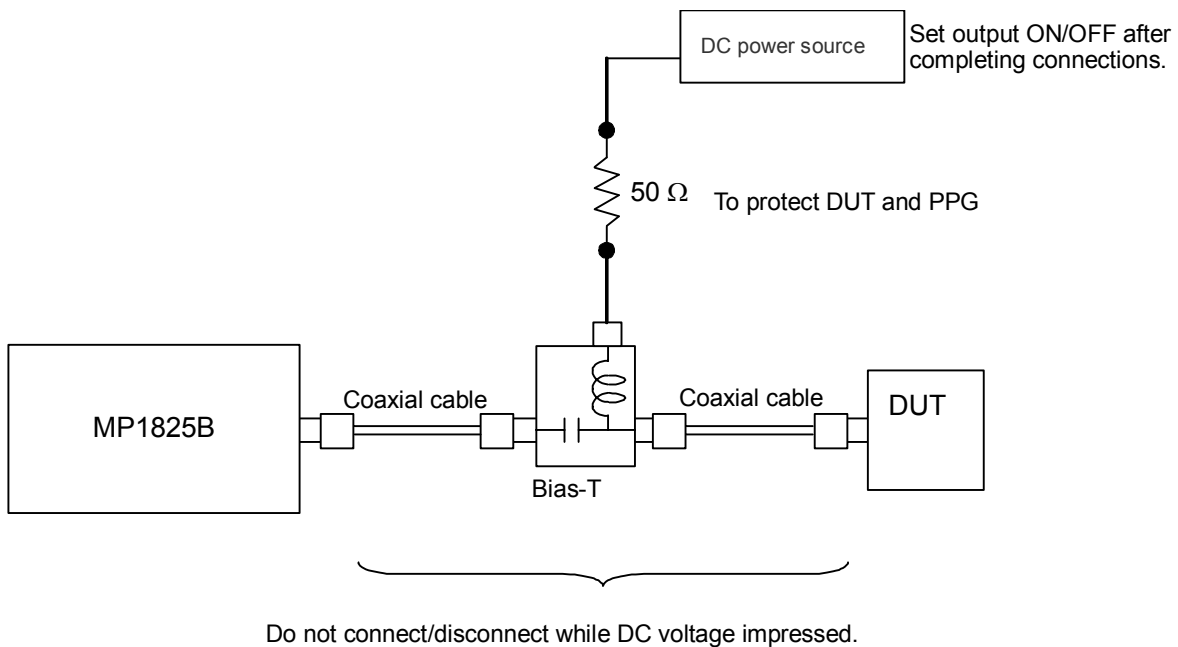 DC power source
Set output ON/OFF after
completing connections.
50 Ω
To protect DUT and PPG
MP1825B
Coaxial cable
Bias-T
Coaxial cable
DUT
Do not connect/disconnect while DC voltage impressed.